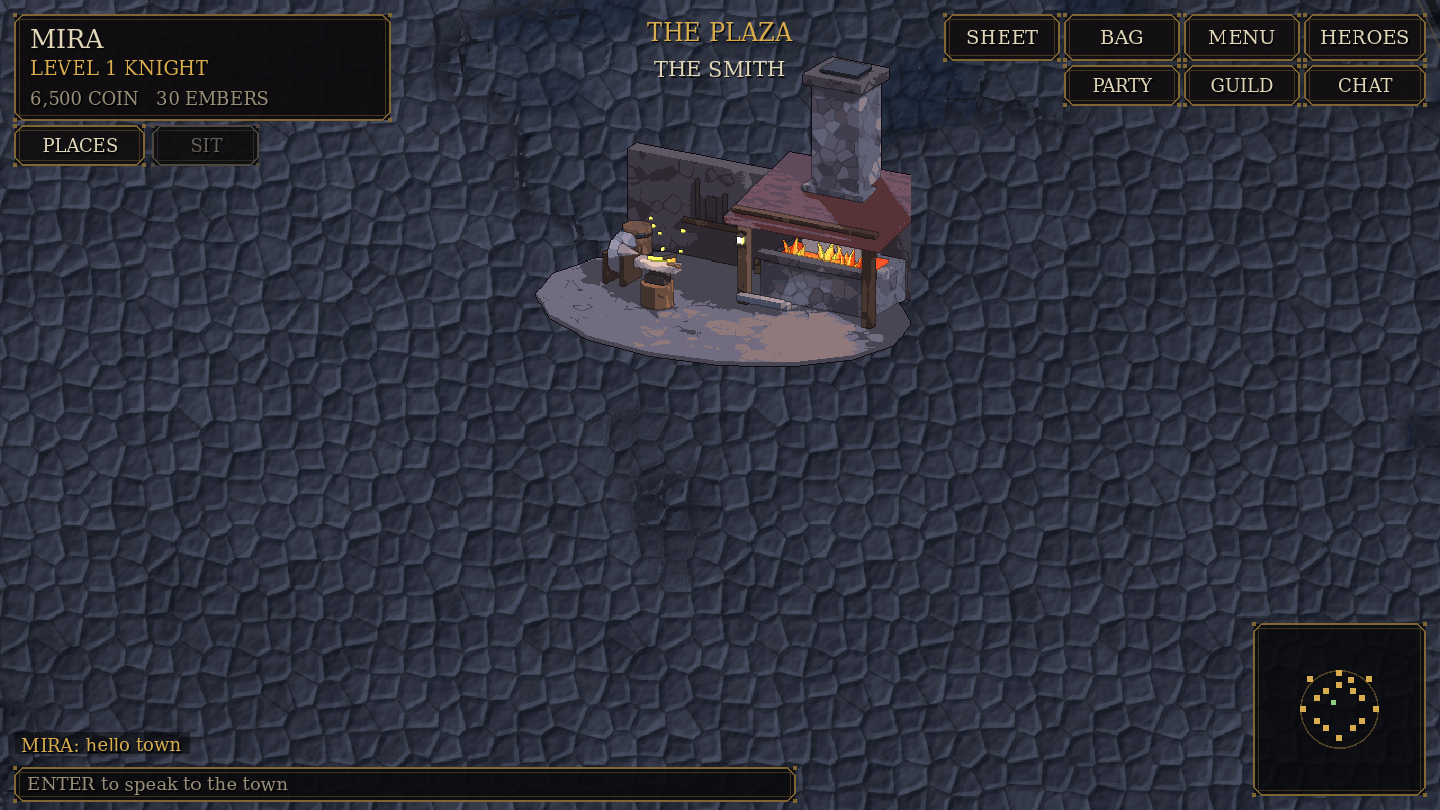 MIRA
LEVEL 1 KNIGHT
6,500 COIN 30 EMBERS
PLACES
SIT
THE PLAZA
THE SMITH
SHEET
BAG
MENU
HEROES
PARTY
GUILD
CHAT
MIRA: hello town
ENTER to speak to the town